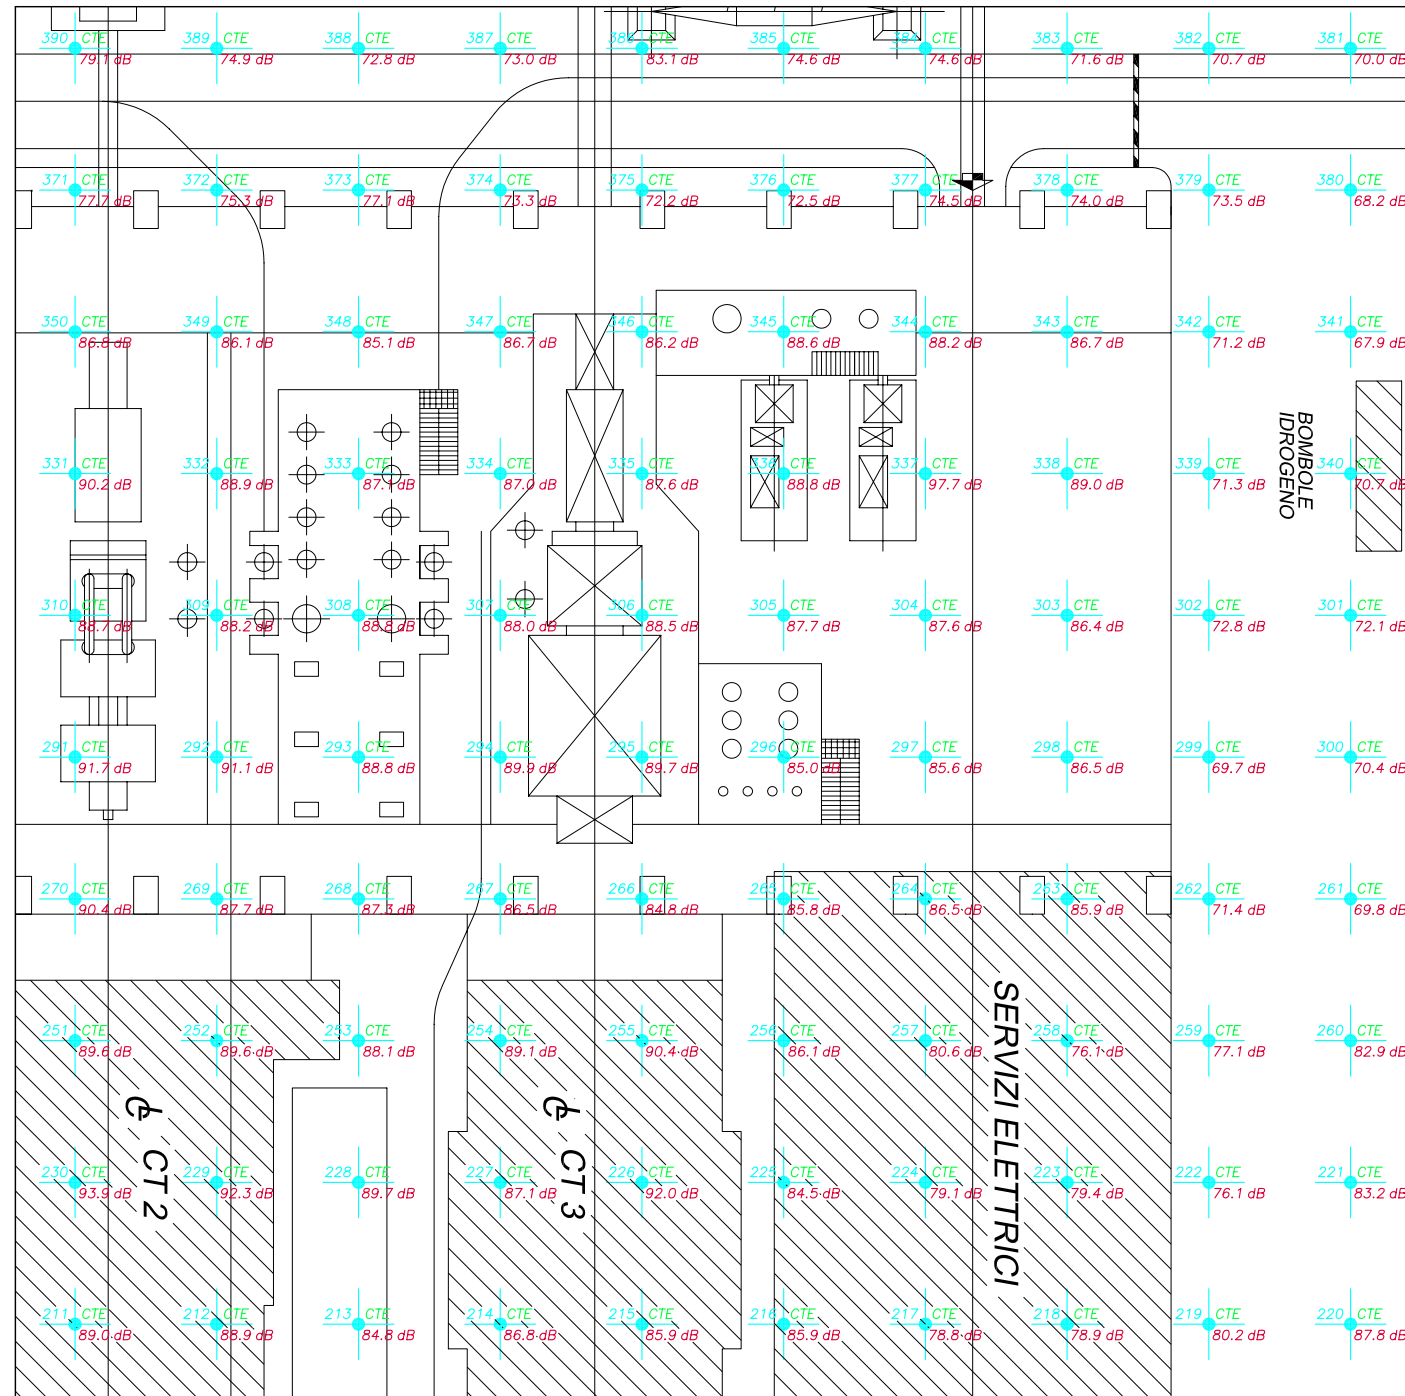 390 CTE 389 CTE 388 CTE 387 CTE 386 CTE 385 CTE 384 CTE 383 CTE 382 CTE 381 CTE
79.1 dB 74.9 dB 72.8 dB 73.0 dB 83.1 dB 74.6 dB 74.6 dB 71.6 dB 70.7 dB 70.0 dB
371 CTE 372 CTE 373 CTE 374 CTE 375 CTE 376 CTE 377 CTE 378 CTE 379 CTE 380 CTE
77.7 dB 75.3 dB 77.1 dB 73.3 dB 72.2 dB 72.5 dB 74.5 dB 74.0 dB 73.5 dB 68.2 dB
350 CTE 349 CTE 348 CTE 347 CTE 346 CTE 345 CTE 344 CTE 343 CTE 342 CTE 341 CTE
86.8 dB 86.1 dB 85.1 dB 86.7 dB 86.2 dB 88.6 dB 88.2 dB 86.7 dB 71.2 dB 67.9 dB
BOMBOLE
IDROGENO
331 CTE 332 CTE 333 CTE 334 CTE 335 CTE 336 CTE 337 CTE 338 CTE 339 CTE 340 CTE
90.2 dB 88.9 dB 87.1 dB 87.0 dB 87.6 dB 88.8 dB 97.7 dB 89.0 dB 71.3 dB 70.7 dB
310 CTE 309 CTE 308 CTE 307 CTE 306 CTE 305 CTE 304 CTE 303 CTE 302 CTE 301 CTE
88.7 dB 88.2 dB 88.8 dB 88.0 dB 88.5 dB 87.7 dB 87.6 dB 86.4 dB 72.8 dB 72.1 dB
291 CTE 292 CTE 293 CTE 294 CTE 295 CTE 296 CTE 297 CTE 298 CTE 299 CTE 300 CTE
91.7 dB 91.1 dB 88.8 dB 89.9 dB 89.7 dB 85.0 dB 85.6 dB 86.5 dB 69.7 dB 70.4 dB
270 CTE 269 CTE 268 CTE 267 CTE 266 CTE 265 CTE 264 CTE 263 CTE 262 CTE 261 CTE
90.4 dB 87.7 dB 87.3 dB 86.5 dB 84.8 dB 85.8 dB 86.5 dB 85.9 dB 71.4 dB 69.8 dB
251 CTE 252 CTE 253 CTE 254 CTE 255 CTE 256 CTE 257 CTE 258 CTE 259 CTE 260 CTE
89.6 dB 89.6 dB 88.1 dB 89.1 dB 90.4 dB 86.1 dB 80.6 dB 76.1 dB 77.1 dB 82.9 dB
CT 2
CT 3
SERVIZI ELETTRICI
230 CTE 229 CTE 228 CTE 227 CTE 226 CTE 225 CTE 224 CTE 223 CTE 222 CTE 221 CTE
93.9 dB 92.3 dB 89.7 dB 87.1 dB 92.0 dB 84.5 dB 79.1 dB 79.4 dB 76.1 dB 83.2 dB
211 CTE 212 CTE 213 CTE 214 CTE 215 CTE 216 CTE 217 CTE 218 CTE 219 CTE 220 CTE
89.0 dB 88.9 dB 84.8 dB 86.8 dB 85.9 dB 85.9 dB 78.8 dB 78.9 dB 80.2 dB 87.8 dB